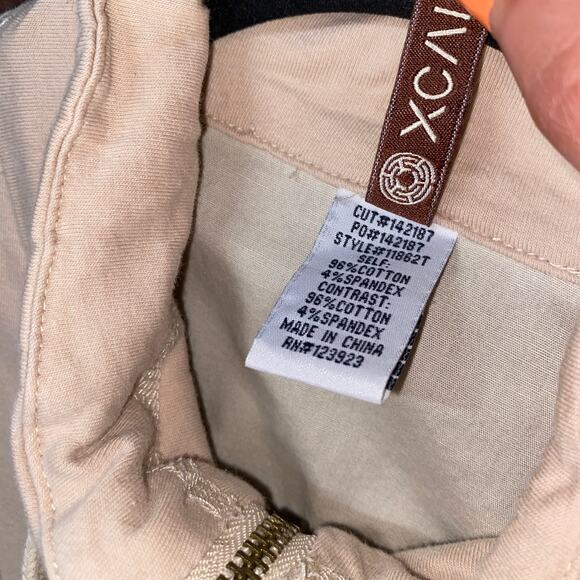 XCVI
CUT#142187
PO#142187
STYLE#11862T
SELF:
96%COTTON
4%SPANDEX
CONTRAST:
96%COTTON
4%SPANDEX
MADE IN CHINA
RN#123923